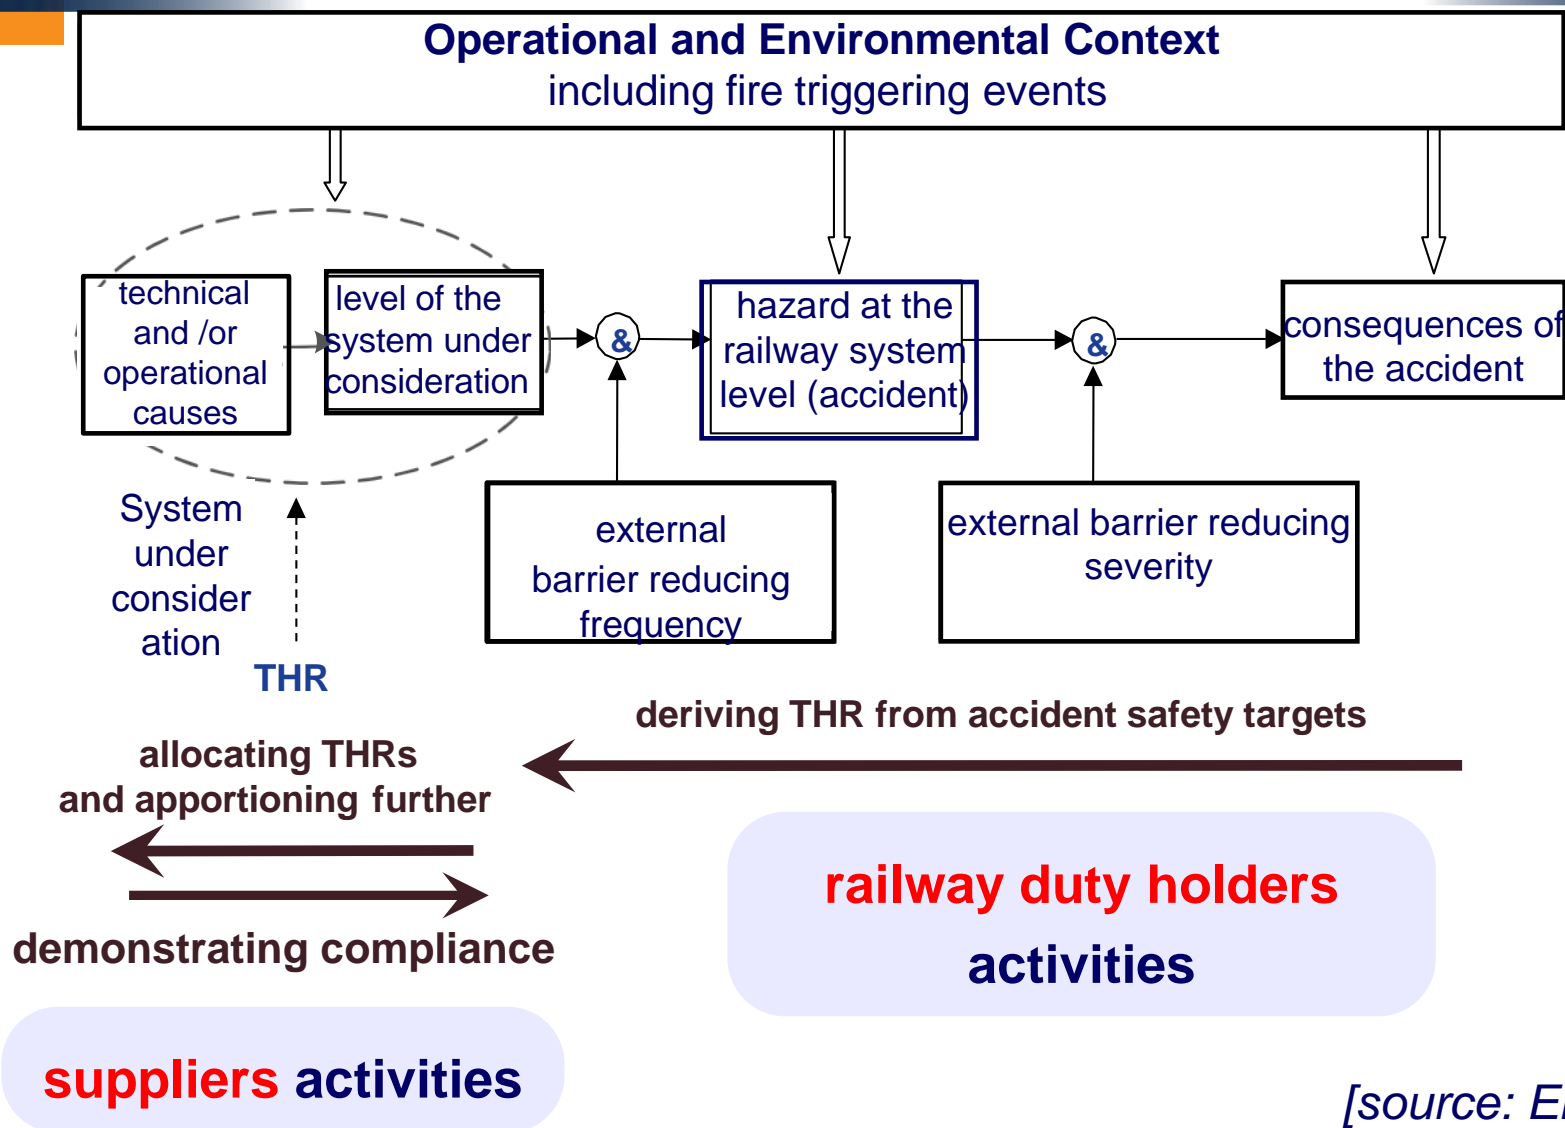 Operational and Environmental Context
including fire triggering events
technical
and /or
operational
causes
level of the
system under
consideration
&
hazard at the
railway system
level (accident)
&
consequences of
the accident
System
under
consider
ation
THR
external
barrier reducing
frequency
external barrier reducing
severity
deriving THR from accident safety targets
allocating THRs
and apportioning further
demonstrating compliance
railway duty holders
activities
suppliers activities
[source: